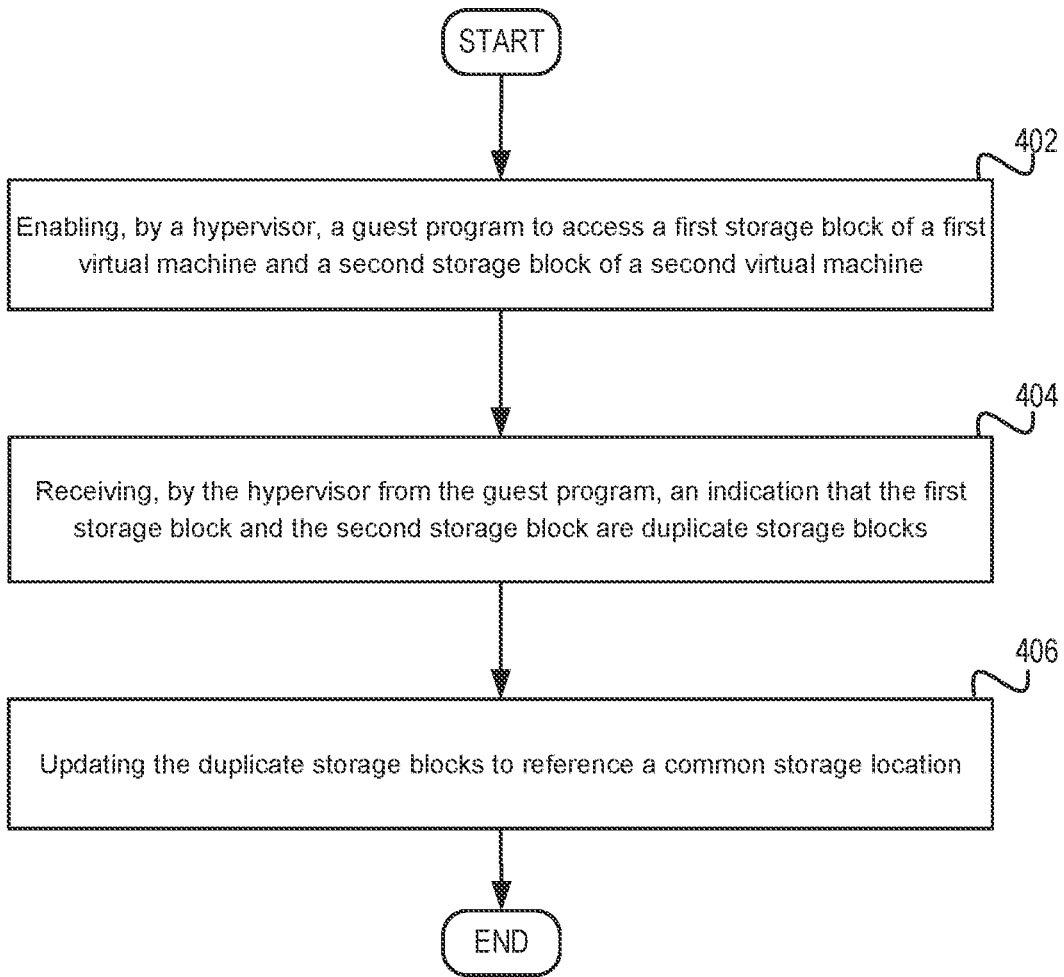 START
402
Enabling, by a hypervisor, a guest program to access a first storage block of a first
virtual machine and a second storage block of a second virtual machine
404
Receiving, by the hypervisor from the guest program, an indication that the first
storage block and the second storage block are duplicate storage blocks
406
Updating the duplicate storage blocks to reference a common storage location
END